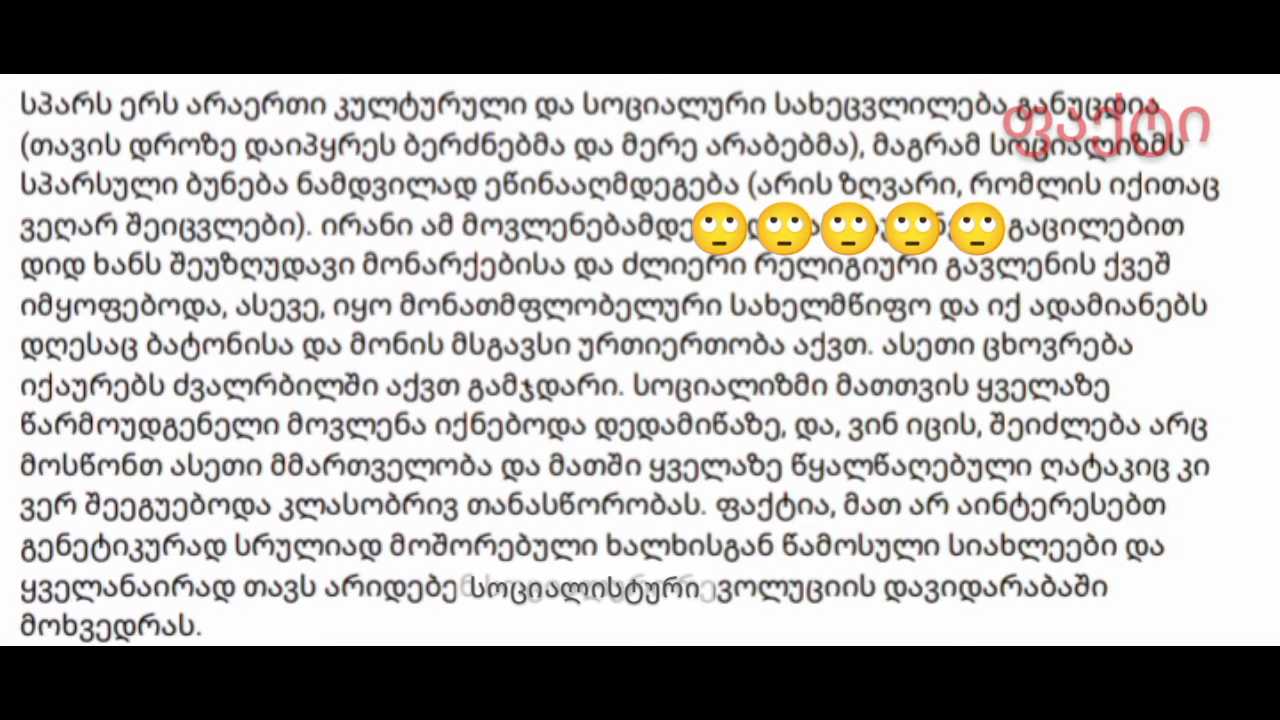 სპარს ერს არაერთი კულტურული და სოციალური სახეცვლილება განუცდია
ფაქტი
(თავის დროზე დაიპყრეს ბერძნებმა და მერე არაბებმა), მაგრამ სოციალიზმს
სპარსული ბუნება ნამდვილად ეწინააღმდეგება (არის ზღვარი, რომლის იქითაც
ვეღარ შეიცვლები). ირანი ამ მოვლენებამდე გაცილებით
დიდ ხანს შეუზღუდავი მონარქებისა და ძლიერი რელიგიური გავლენის ქვეშ
იმყოფებოდა, ასევე, იყო მონათმფლობელური სახელმწიფო და იქ ადამიანებს
დღესაც ბატონისა და მონის მსგავსი ურთიერთობა აქვთ. ასეთი ცხოვრება
იქაურებს ძვალრბილში აქვთ გამჯდარი. სოციალიზმი მათთვის ყველაზე
წარმოუდგენელი მოვლენა იქნებოდა დედამიწაზე, და, ვინ იცის, შეიძლება არც
მოსწონთ ასეთი მმართველობა და მათში ყველაზე წყალწაღებული ღატაკიც კი
ვერ შეეგუებოდა კლასობრივ თანასწორობას. ფაქტია, მათ არ აინტერესებთ
გენეტიკურად სრულიად მოშორებული ხალხისგან წამოსული სიახლეები და
ყველანაირად თავს არიდებენ სოციალისტური რევოლუციის დავიდარაბაში
მოხვედრას.